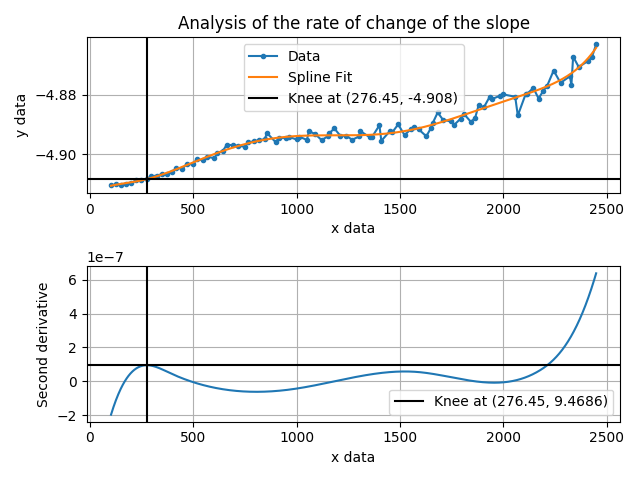 Analysis of the rate of change of the slope
Data
Spline Fit
Knee at (276.45, -4.908)
y data
−4.88
−4.90
0 500 1000 1500 2000 2500
x data
1e−7
Second derivative
6
4
2
0
−2
Knee at (276.45, 9.4686)
0 500 1000 1500 2000 2500
x data